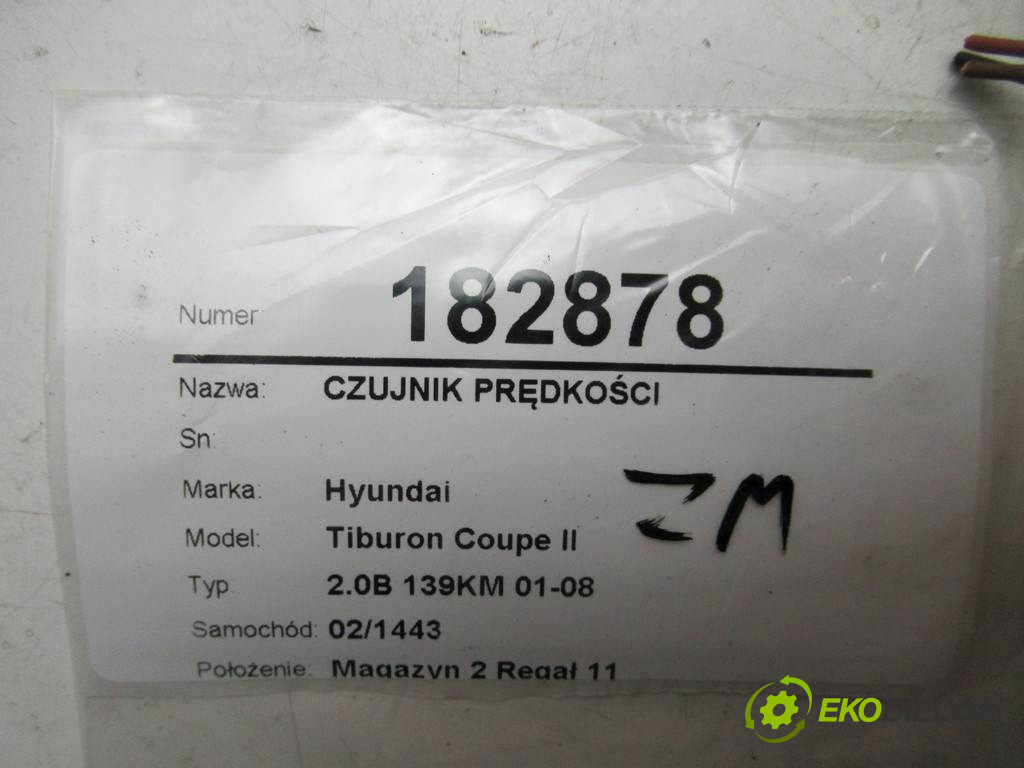 Numer 182878
Nazwa: CZUJNIK PRĘDKOŚCI
Sn:
Marka: Hyundai
Model: Tiburon Coupe II
Typ 2.0B 139KM 01-08
Samochód: 02/1443
Położenie: Magazyn 2 Regał 11
ZM